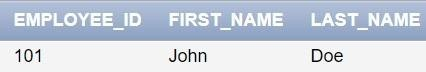 EMPLOYEE_ID FIRST_NAME LAST_NAME
101 John Doe